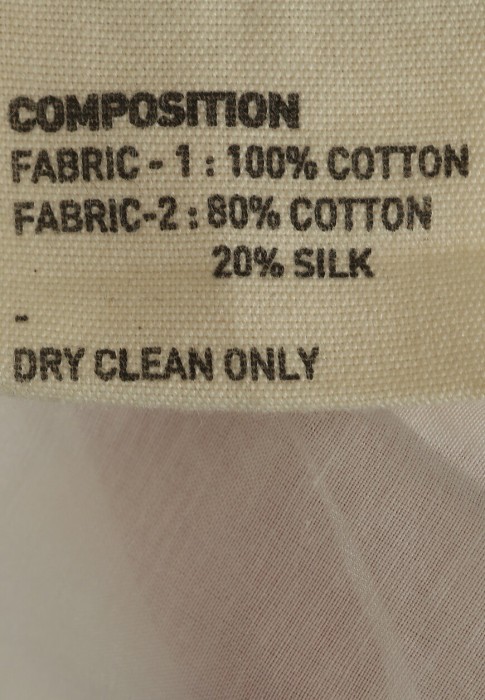 COMPOSITION
FABRIC - 1 : 100% COTTON
FABRIC-2 : 80% COTTON
20% SILK
-
DRY CLEAN ONLY